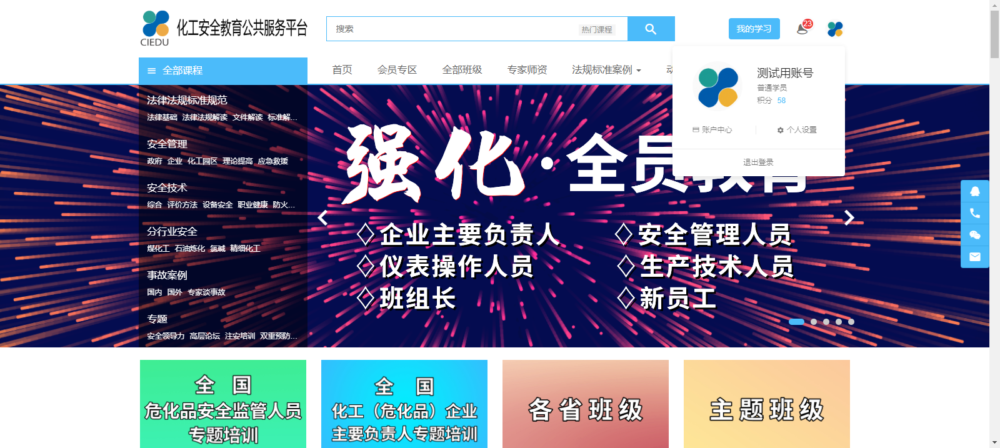 CIEDU
化工安全教育公共服务平台
搜索
热门课程
我的学习
23
全部课程
首页 会员专区 全部班级 专家师资 法规标准案例
测试用账号
普通学员
积分 58
账户中心 个人设置
退出登录
法律法规标准规范
法律基础 法律法规解读 文件解读 标准解...
安全管理
政府 企业 化工园区 理论提高 应急救援
安全技术
综合 评价方法 设备安全 职业健康 防火...
分行业安全
煤化工 石油炼化 氯碱 精细化工
事故案例
国内 国外 专家谈事故
专题
安全领导力 高层论坛 注安培训 双重预防...
强化·全员教育
◇企业主要负责人 ◇安全管理人员
◇仪表操作人员 ◇生产技术人员
◇班组长 ◇新员工
全 国
危化品安全监管人员
专题培训
全 国
化工（危化品）企业
主要负责人专题培训
各省班级
主题班级